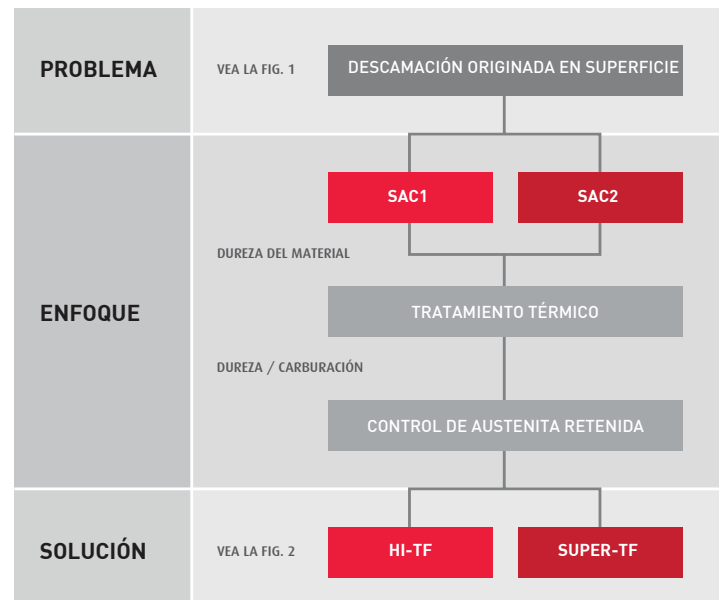 PROBLEMA
VEA LA FIG. 1
DESCAMACIÓN ORIGINADA EN SUPERFICIE
SAC1
SAC2
DUREZA DEL MATERIAL
ENFOQUE
TRATAMIENTO TÉRMICO
DUREZA / CARBURACIÓN
CONTROL DE AUSTENITA RETENIDA
SOLUCIÓN
VEA LA FIG. 2
HI-TF
SUPER-TF